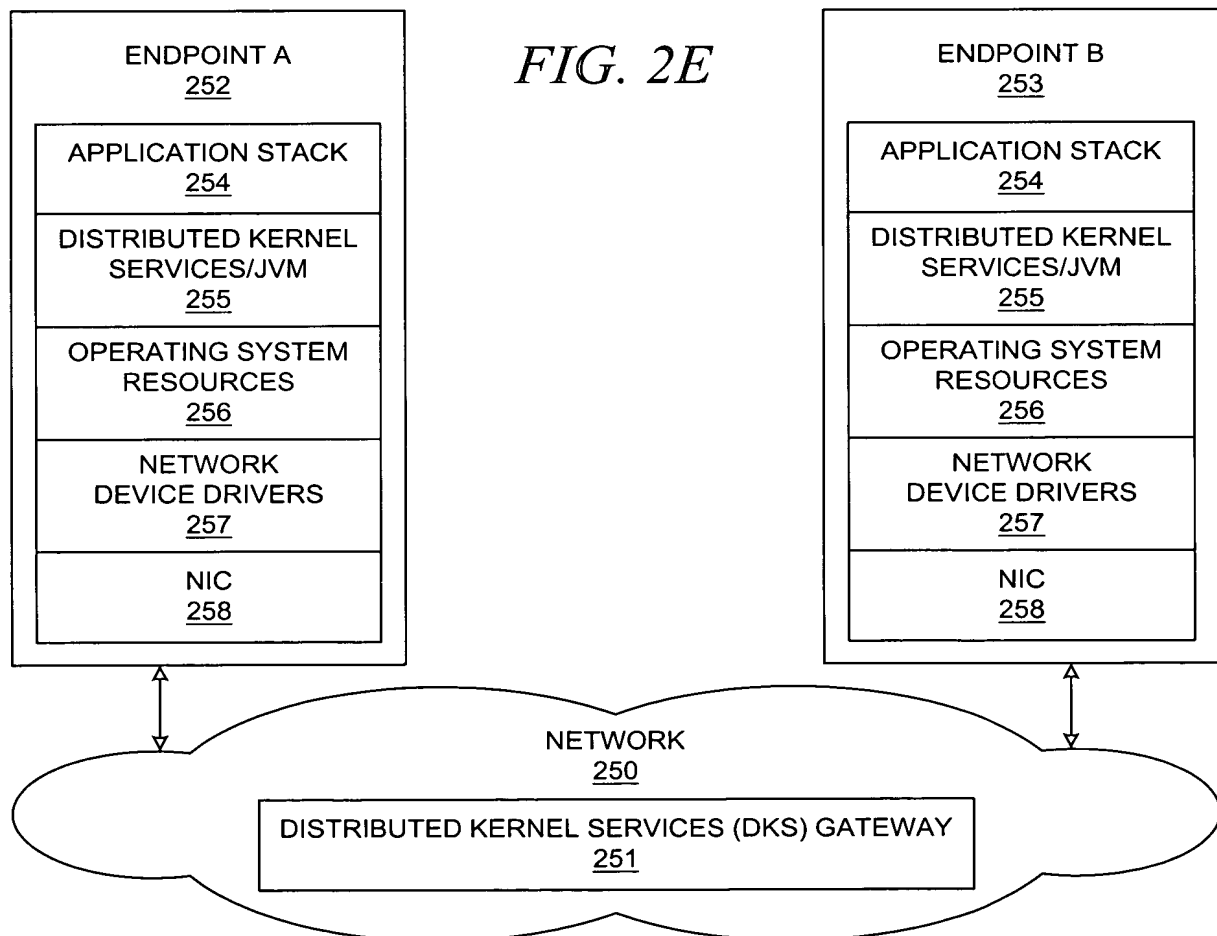 ENDPOINT A
252
APPLICATION STACK
254
DISTRIBUTED KERNEL
SERVICES/JVM
255
OPERATING SYSTEM
RESOURCES
256
NETWORK
DEVICE DRIVERS
257
NIC
258
FIG. 2E
ENDPOINT B
253
APPLICATION STACK
254
DISTRIBUTED KERNEL
SERVICES/JVM
255
OPERATING SYSTEM
RESOURCES
256
NETWORK
DEVICE DRIVERS
257
NIC
258
NETWORK
250
DISTRIBUTED KERNEL SERVICES (DKS) GATEWAY
251